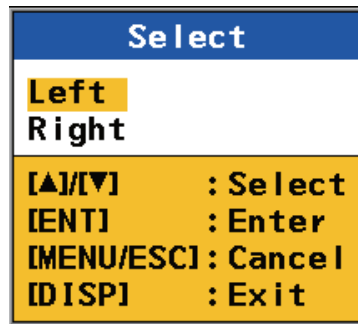 Select
Left
Right
[▲]/[▼] :Select
[ENT] :Enter
[MENU/ESC]:Cancel
[DISP] :Exit